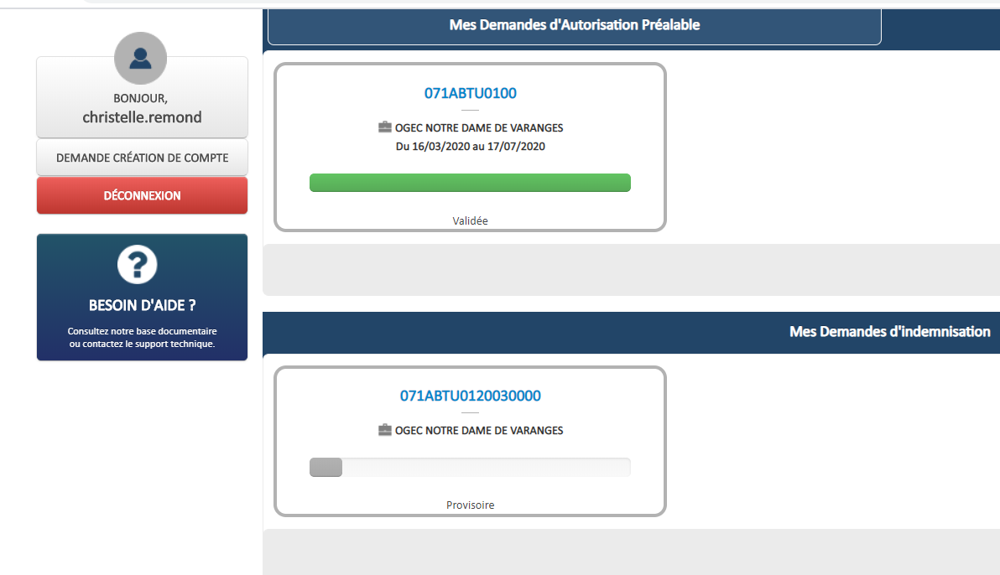 BONJOUR,
christelle.remond
DEMANDE CRÉATION DE COMPTE
DÉCONNEXION
?
BESOIN D'AIDE ?
Consultez notre base documentaire
ou contactez le support technique.
Mes Demandes d'Autorisation Préalable
071ABTU0100
OGEC NOTRE DAME DE VARANGES
Du 16/03/2020 au 17/07/2020
Validée
Mes Demandes d'indemnisation
071ABTU0120030000
OGEC NOTRE DAME DE VARANGES
Provisoire